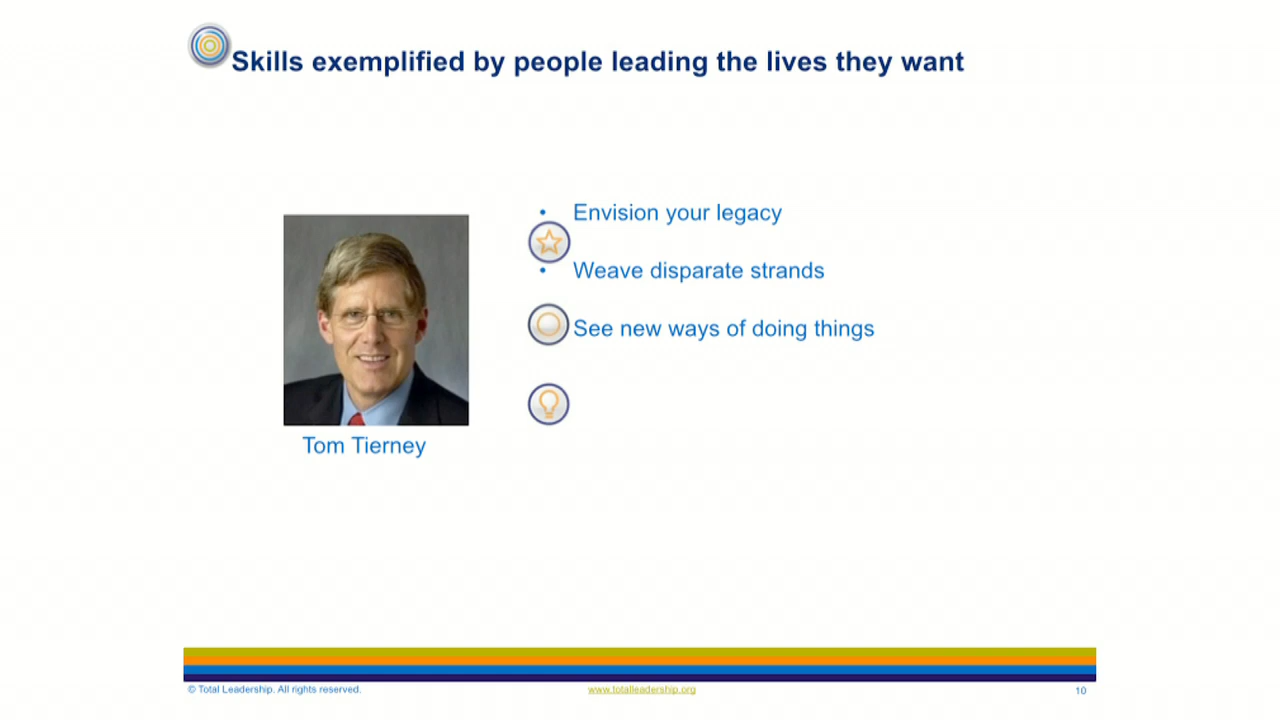 Skills exemplified by people leading the lives they want
• Envision your legacy
• Weave disparate strands
See new ways of doing things
Tom Tierney
© Total Leadership. All rights reserved. www.totalleadership.org 10